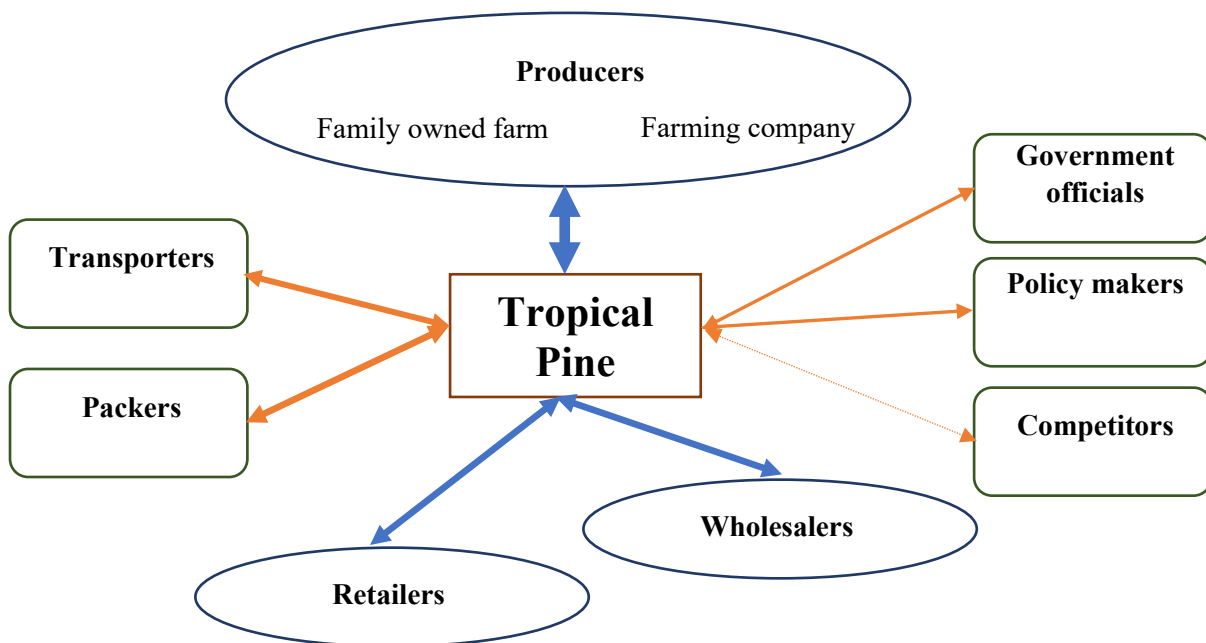 Producers
Family owned farm
Farming company
Government
officials
Transporters
Tropical
Pine
Policy makers
Packers
Competitors
Wholesalers
Retailers